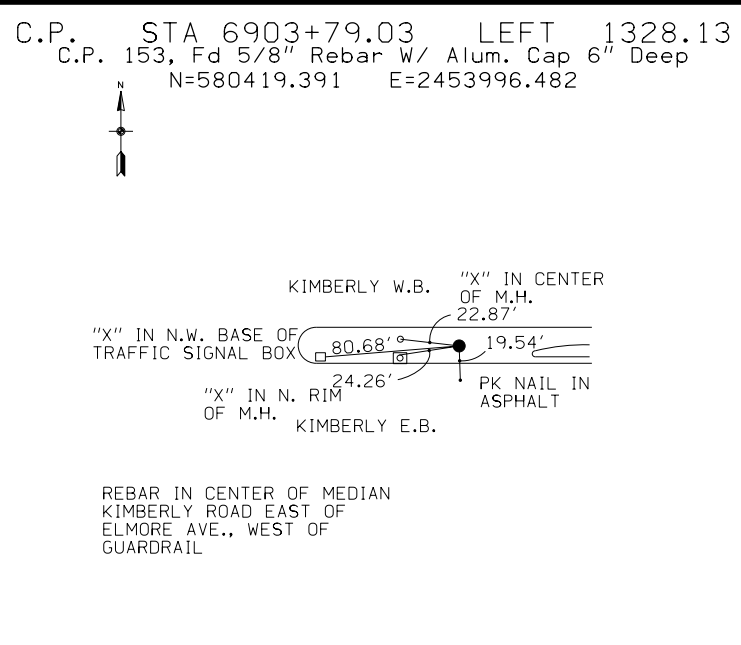 C.P. STA 6903+79.03 LEFT 1328.13
C.P. 153, Fd 5/8" Rebar W/ Alum. Cap 6" Deep
N=580419.391 E=2453996.482
N
KIMBERLY W.B.
"X" IN CENTER
OF M.H.
22.87'
"X" IN N.W. BASE OF
TRAFFIC SIGNAL BOX
80.68'
19.54'
24.26'
"X" IN N. RIM
OF M.H.
PK NAIL IN
ASPHALT
KIMBERLY E.B.
REBAR IN CENTER OF MEDIAN
KIMBERLY ROAD EAST OF
ELMORE AVE., WEST OF
GUARDRAIL